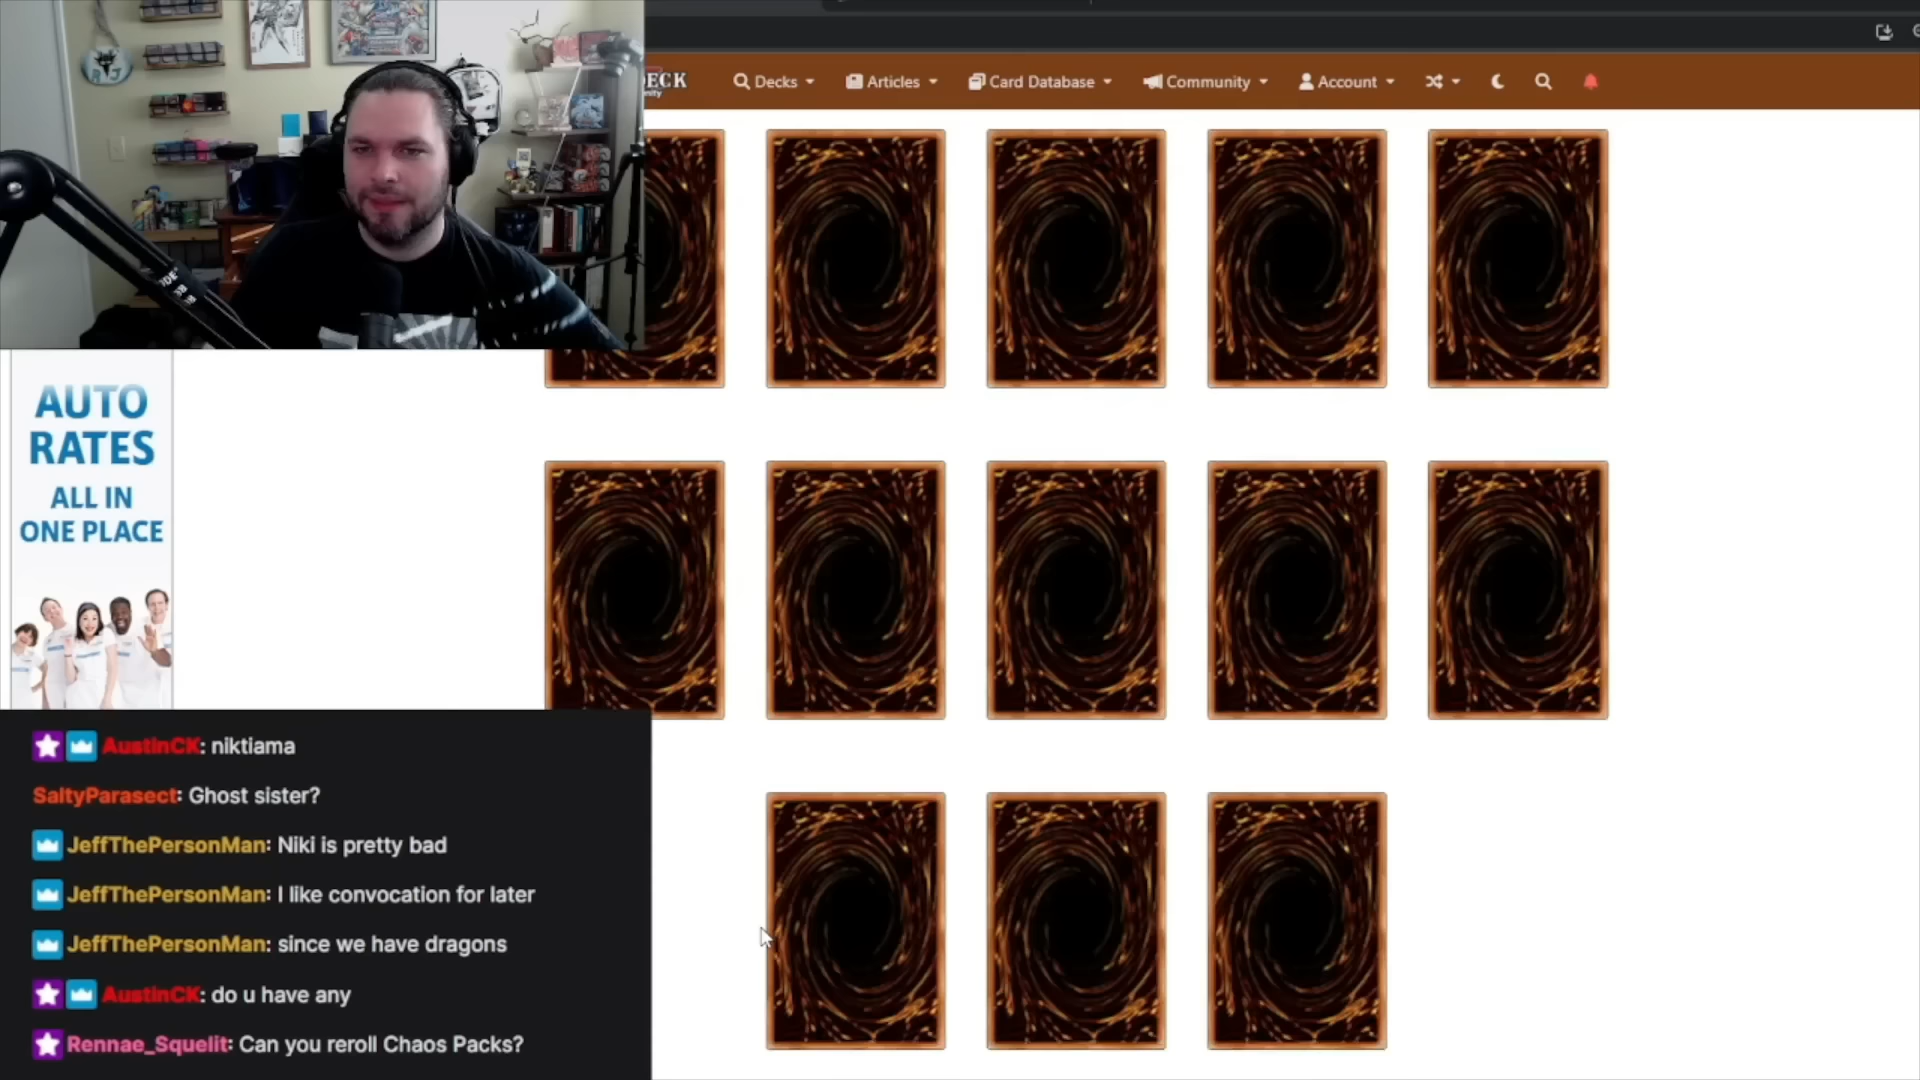 ECK
nity
Decks
Articles
Card Database
Community
Account
AUTO
RATES
ALL IN
ONE PLACE
AustinCK: niktiama
SaltyParasect: Ghost sister?
JeffThePersonMan: Niki is pretty bad
JeffThePersonMan: I like convocation for later
JeffThePersonMan: since we have dragons
AustinCK: do u have any
Rennae_Squelit: Can you reroll Chaos Packs?